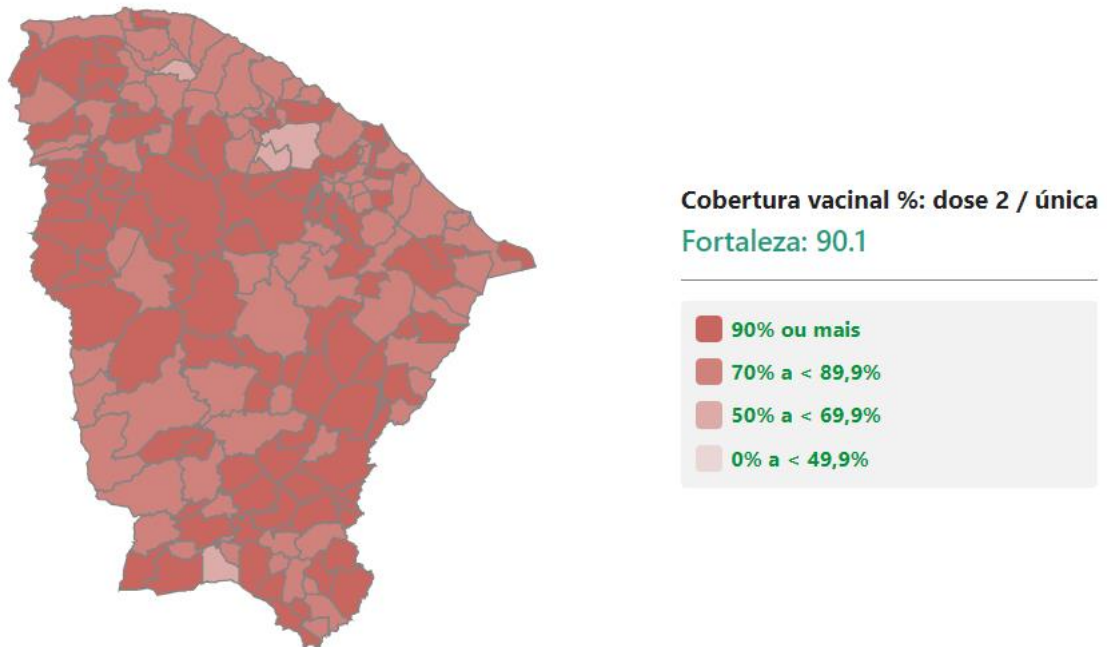 Cobertura vacinal %: dose 2 / única
Fortaleza: 90.1
90% ou mais
70% a < 89,9%
50% a < 69,9%
0% a < 49,9%